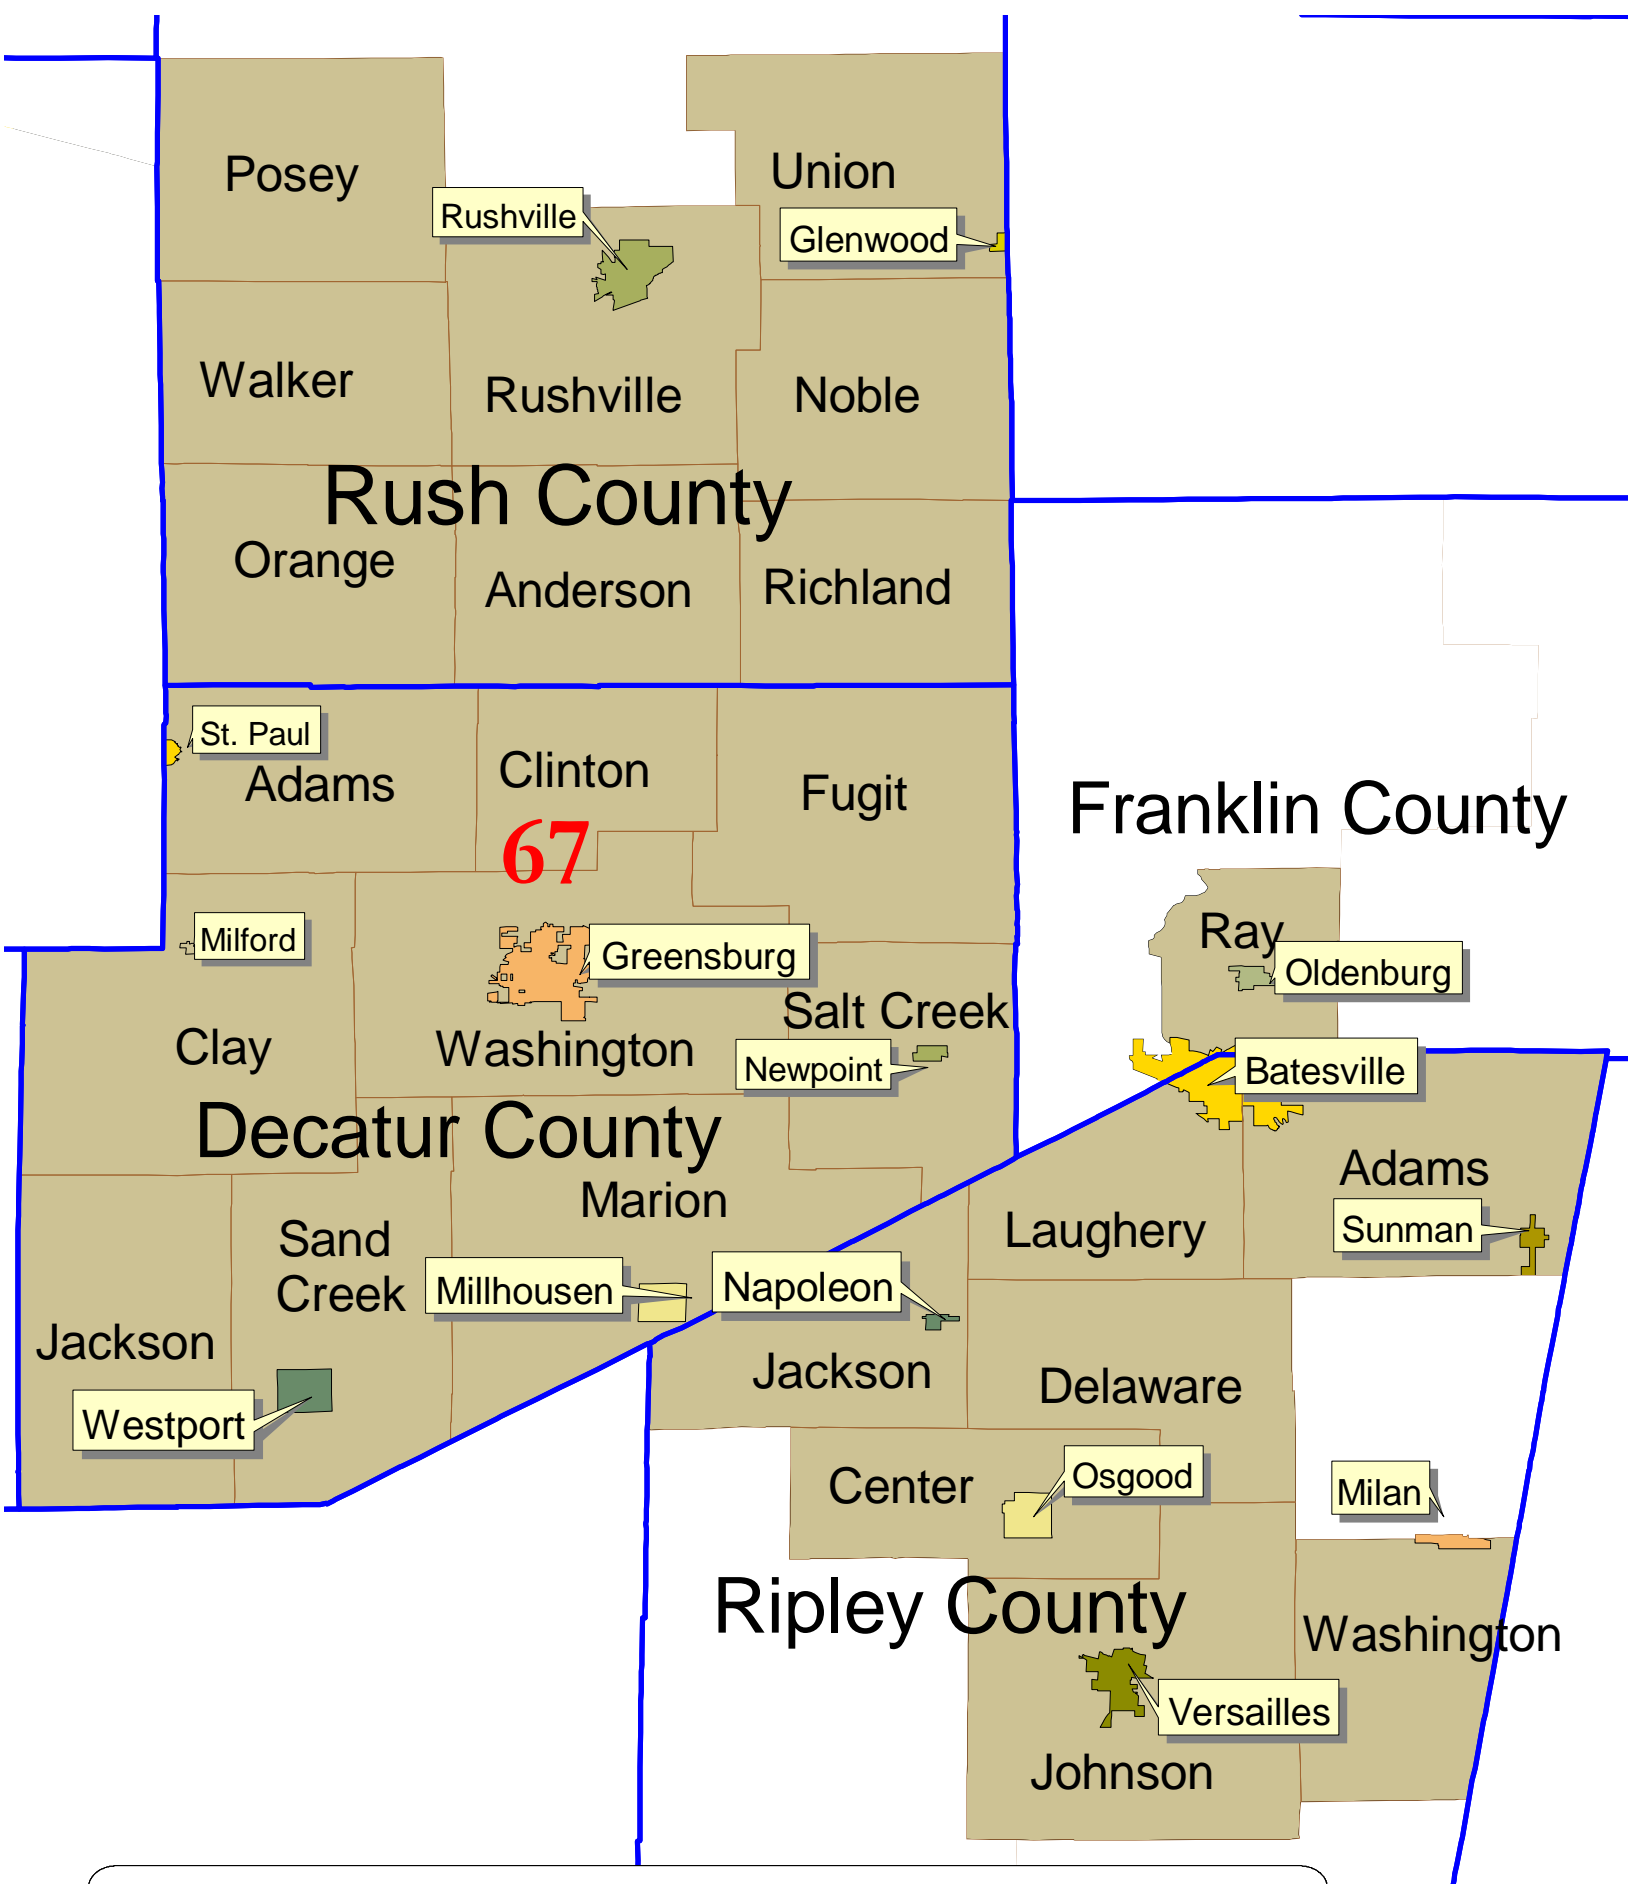 Posey
Union
Rushville
Glenwood
Walker
Rushville
Noble
Rush County
Orange
Anderson
Richland
St. Paul
Adams
Clinton
Fugit
Franklin County
67
Ray
Milford
Greensburg
Oldenburg
Salt Creek
Clay
Washington
Newpoint
Batesville
Decatur County
Adams
Marion
Laughery
Sunman
Sand
Creek
Millhousen
Napoleon
Jackson
Jackson
Delaware
Westport
Center
Osgood
Milan
Ripley County
Washington
Versailles
Johnson